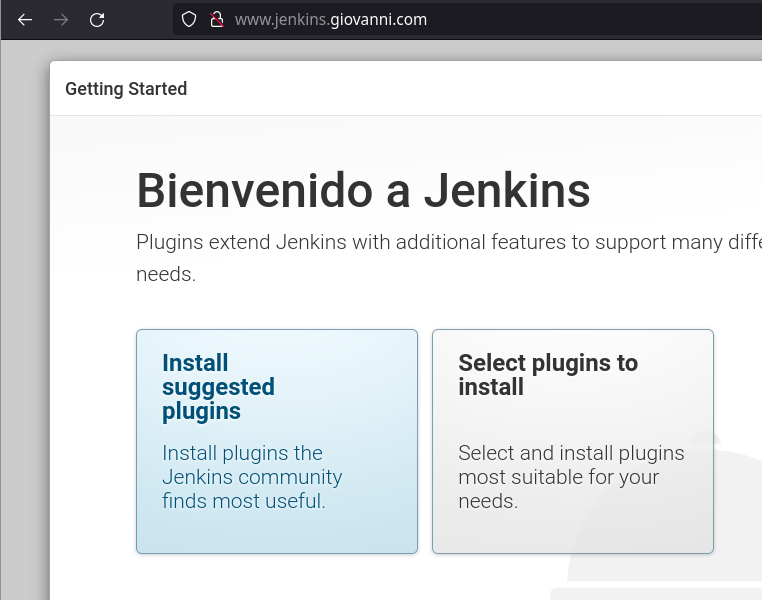 www.jenkins.giovanni.com
Getting Started
Bienvenido a Jenkins
Plugins extend Jenkins with additional features to support many
needs.
Install
suggested
plugins
Install plugins the
Jenkins community
finds most useful.
Select plugins to
install
Select and install plugins
most suitable for your
needs.